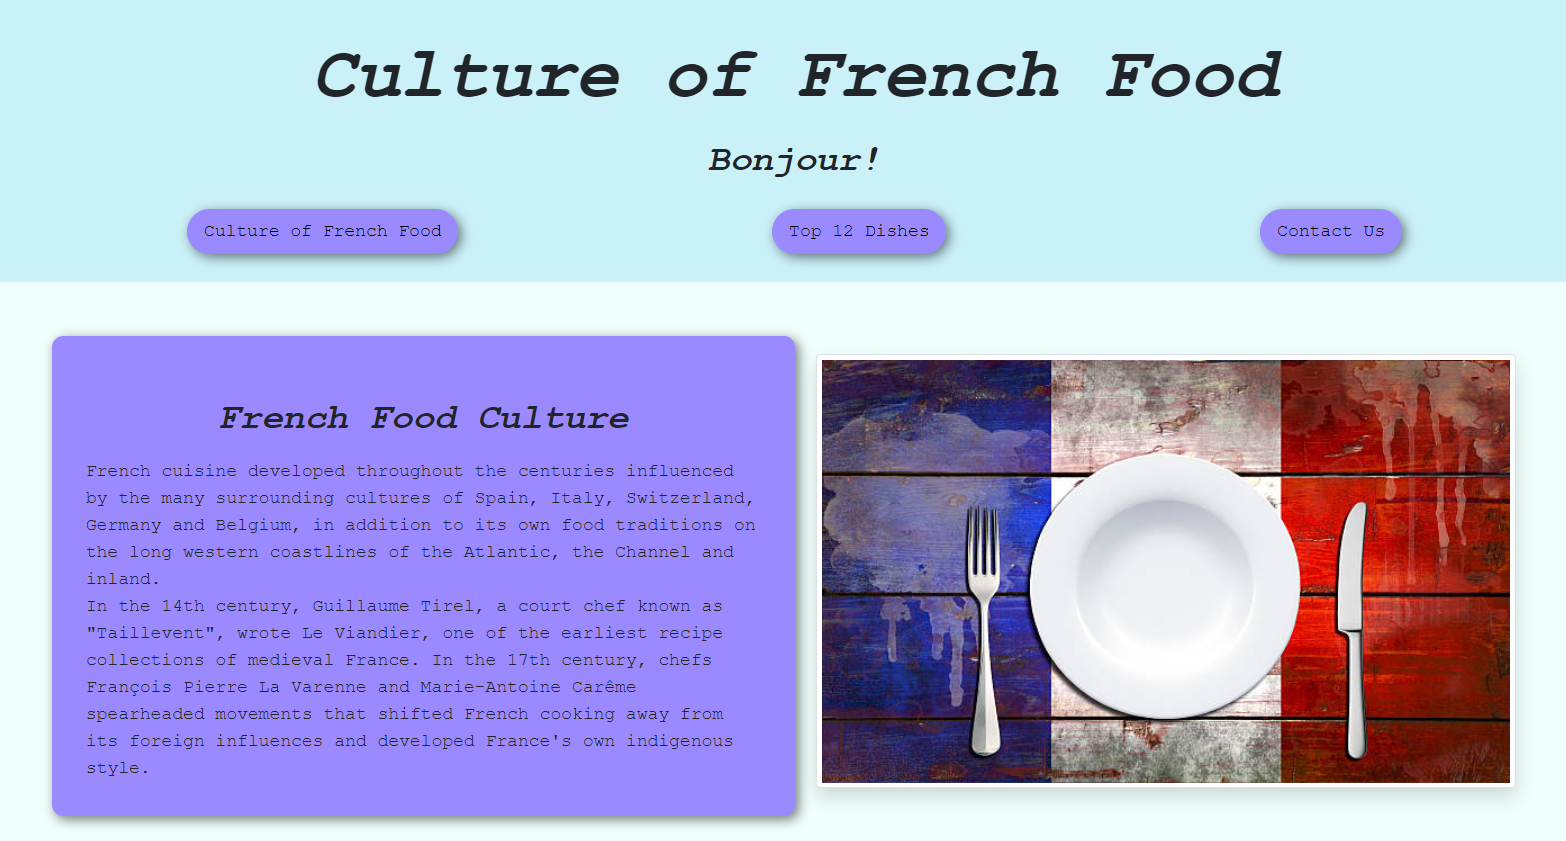 Culture of French Food
Bonjour!
Culture of French Food
Top 12 Dishes
Contact Us
French Food Culture
French cuisine developed throughout the centuries influenced
by the many surrounding cultures of Spain, Italy, Switzerland,
Germany and Belgium, in addition to its own food traditions on
the long western coastlines of the Atlantic, the Channel and
inland.
In the 14th century, Guillaume Tirel, a court chef known as
"Taillevent", wrote Le Viandier, one of the earliest recipe
collections of medieval France. In the 17th century, chefs
François Pierre La Varenne and Marie-Antoine Carême
spearheaded movements that shifted French cooking away from
its foreign influences and developed France's own indigenous
style.